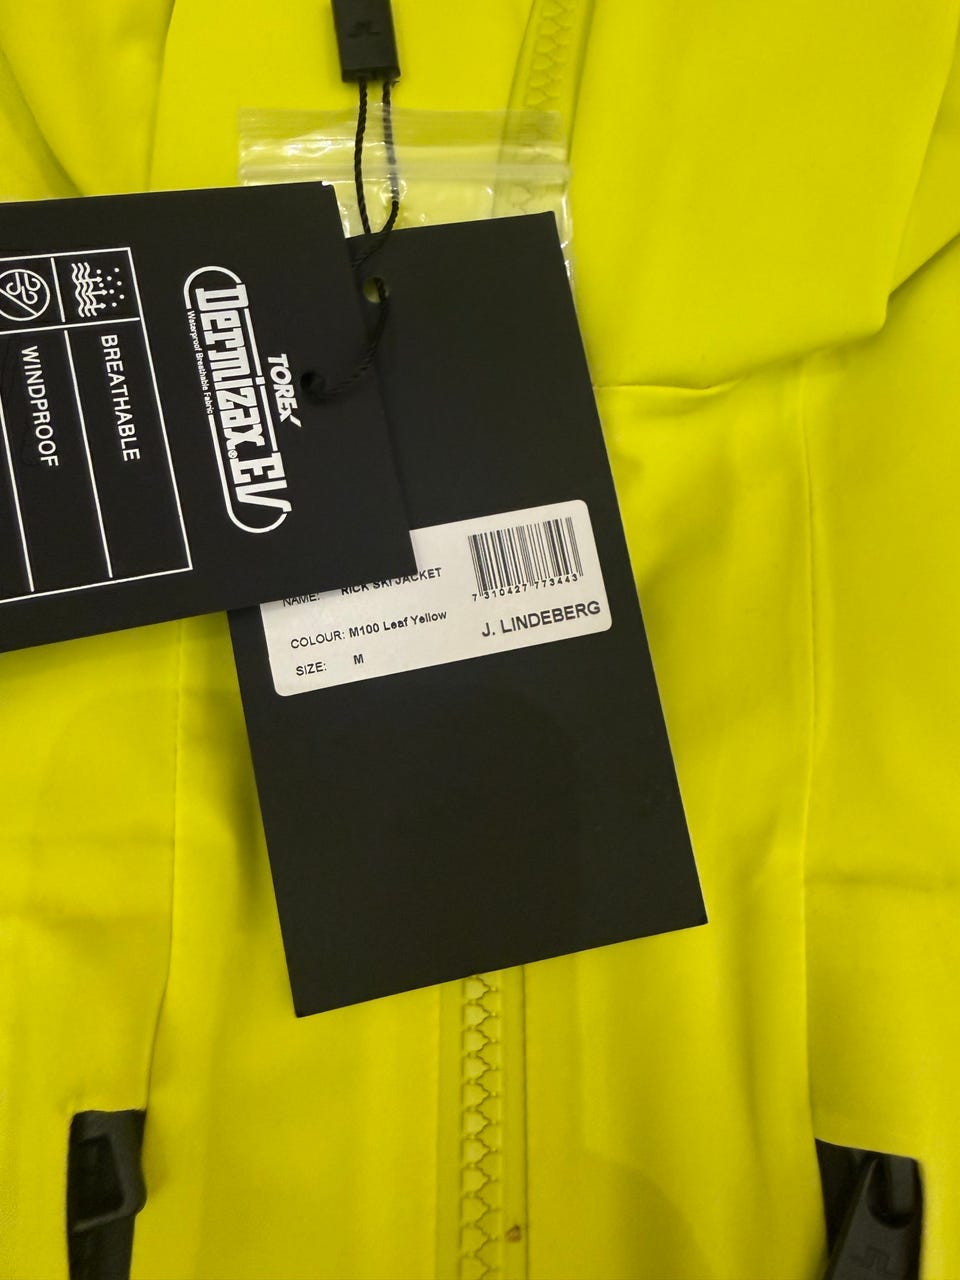 TOREX
Dermizax®EV
Waterproof Breathable Fabric
BREATHABLE
WINDPROOF
NAME: RICK SKI JACKET
COLOUR: M100 Leaf Yellow
SIZE: M
7 310427 773443
J. LINDEBERG